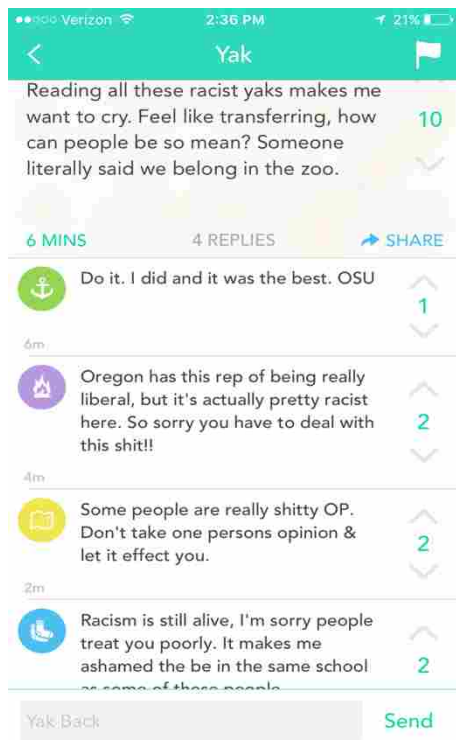 Verizon 2:36 PM 21%
Yak
Reading all these racist yaks makes me
want to cry. Feel like transferring, how
can people be so mean? Someone
literally said we belong in the zoo.
10
6 MINS 4 REPLIES SHARE
Do it. I did and it was the best. OSU
1
6m
Oregon has this rep of being really
liberal, but it's actually pretty racist
here. So sorry you have to deal with
this shit!!
2
4m
Some people are really shitty OP.
Don't take one persons opinion &
let it effect you.
2
2m
Racism is still alive, I'm sorry people
treat you poorly. It makes me
ashamed the be in the same school
as some of these people
2
Yak Back Send